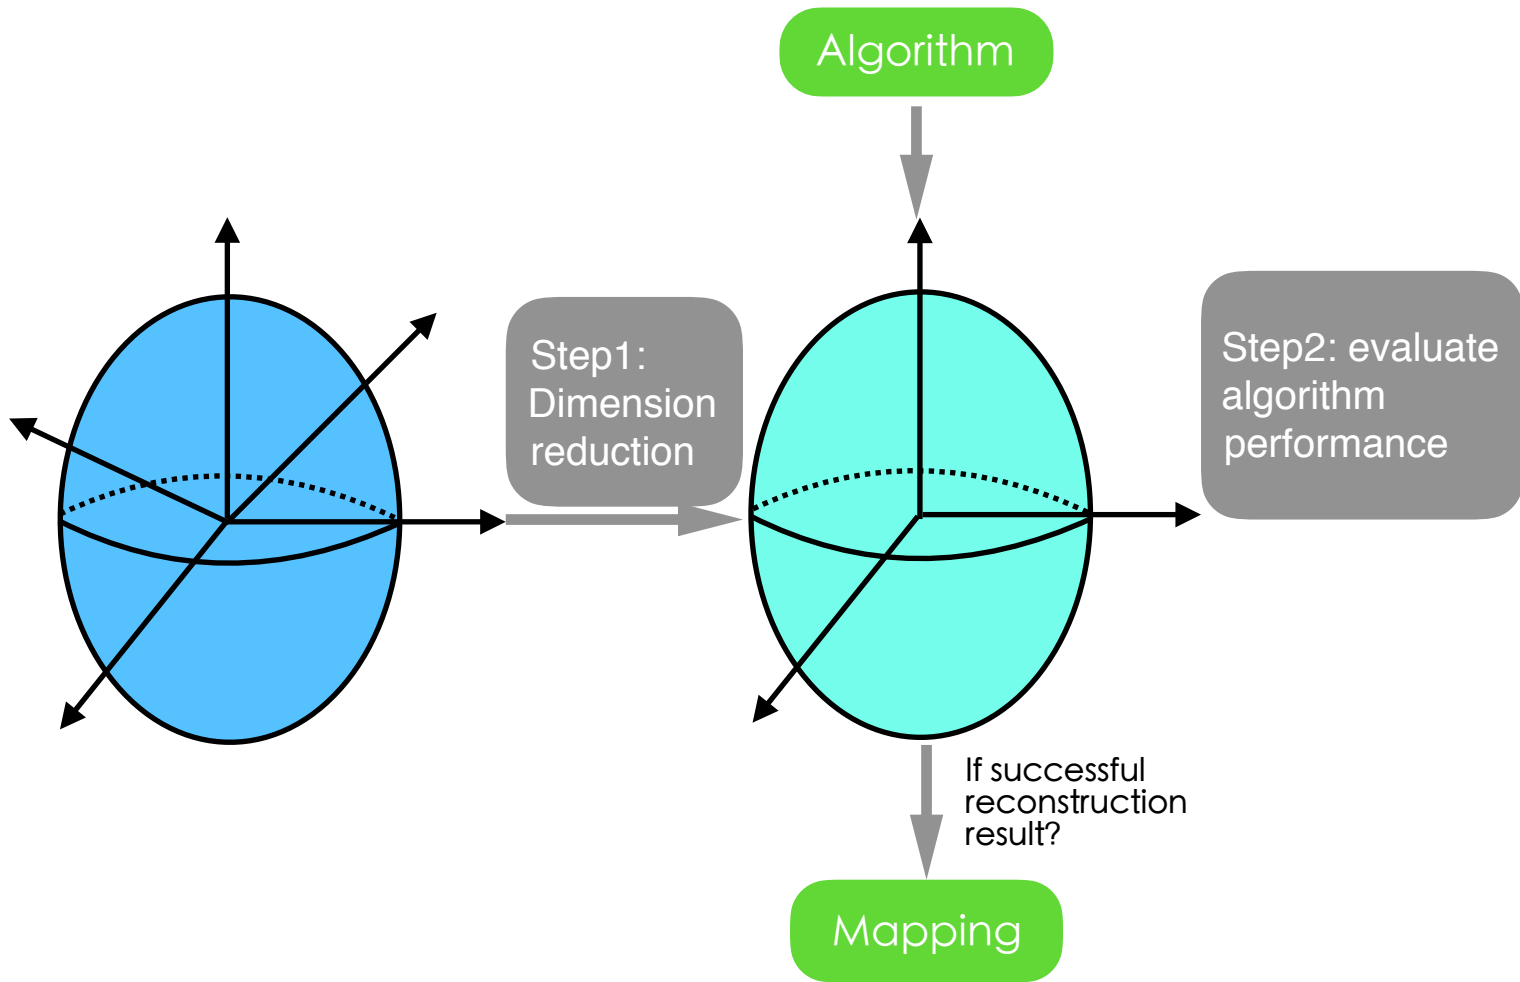 Algorithm
Step1:
Dimension
reduction
Step2: evaluate
algorithm
performance
If successful
reconstruction
result?
Mapping